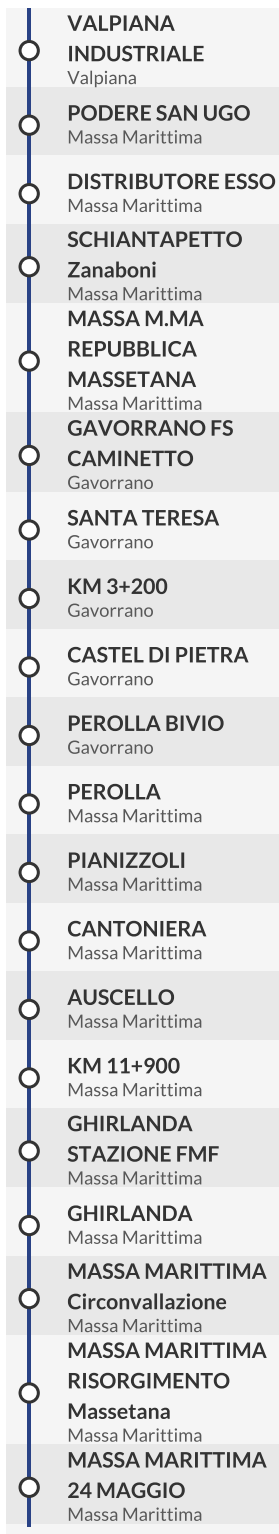 VALPIANA
INDUSTRIALE
Valpiana
PODERE SAN UGO
Massa Marittima
DISTRIBUTORE ESSO
Massa Marittima
SCHIANTAPETTO
Zanaboni
Massa Marittima
MASSA M.MA
REPUBBLICA
MASSETANA
Massa Marittima
GAVORRANO FS
CAMINETTO
Gavorrano
SANTA TERESA
Gavorrano
KM 3+200
Gavorrano
CASTEL DI PIETRA
Gavorrano
PEROLLA BIVIO
Gavorrano
PEROLLA
Massa Marittima
PIANIZZOLI
Massa Marittima
CANTONIERA
Massa Marittima
AUSCELLO
Massa Marittima
KM 11+900
Massa Marittima
GHIRLANDA
STAZIONE FMF
Massa Marittima
GHIRLANDA
Massa Marittima
MASSA MARITTIMA
Circonvallazione
Massa Marittima
MASSA MARITTIMA
RISORGIMENTO
Massetana
Massa Marittima
MASSA MARITTIMA
24 MAGGIO
Massa Marittima